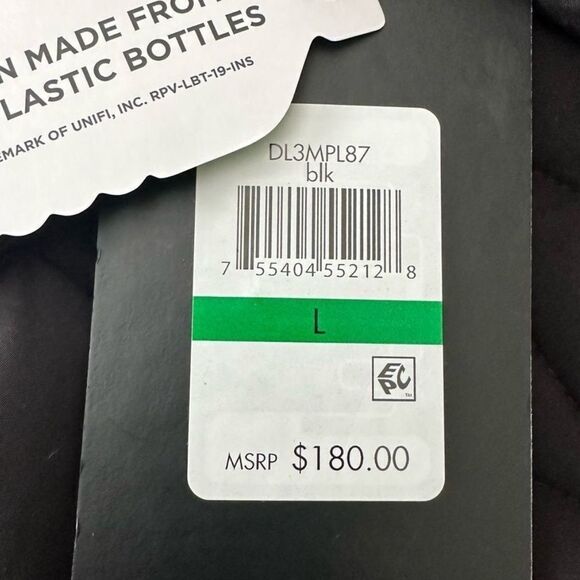 N MADE FROM
LASTIC BOTTLES
EMARK OF UNIFI, INC. RPV-LBT-19-INS
DL3MPL87
blk
7 55404 55212 8
L
EPC
MSRP $180.00